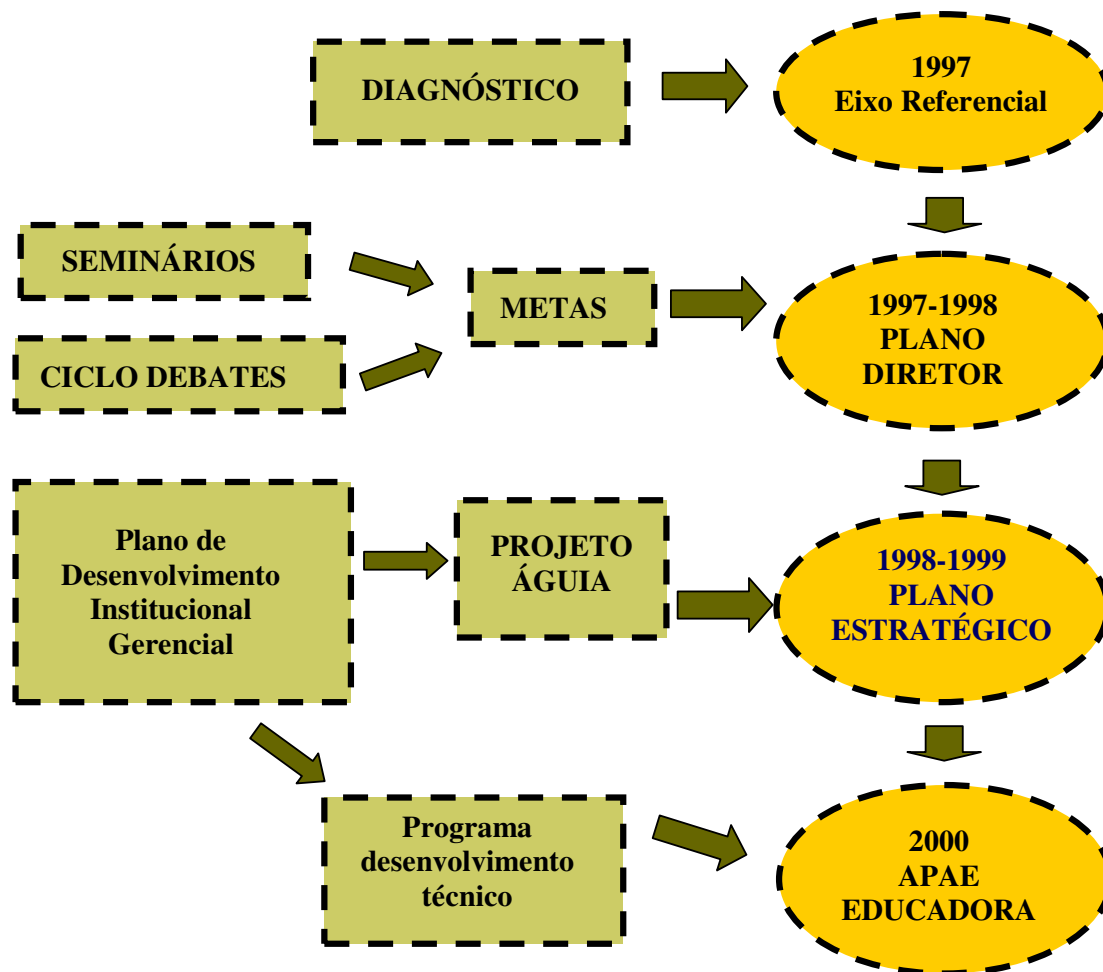 DIAGNÓSTICO
1997
Eixo Referencial
SEMINÁRIOS
CICLO DEBATES
METAS
1997-1998
PLANO
DIRETOR
Plano de
Desenvolvimento
Institucional
Gerencial
PROJETO
ÁGUIA
1998-1999
PLANO
ESTRATÉGICO
Programa
desenvolvimento
técnico
2000
APAE
EDUCADORA